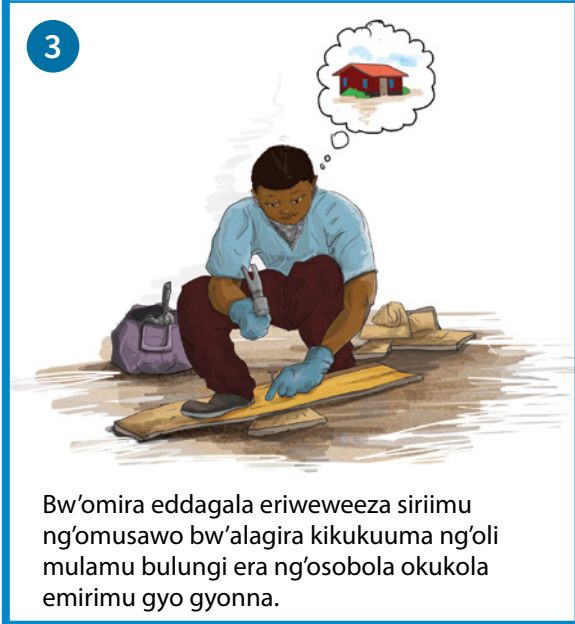 3
Bw'omira eddagala eriweweeza siriimu
ng'omusawo bw'alagira kikukuuma ng'oli
mulamu bulungi era ng'osobola okukola
emirimu gyo gyonna.